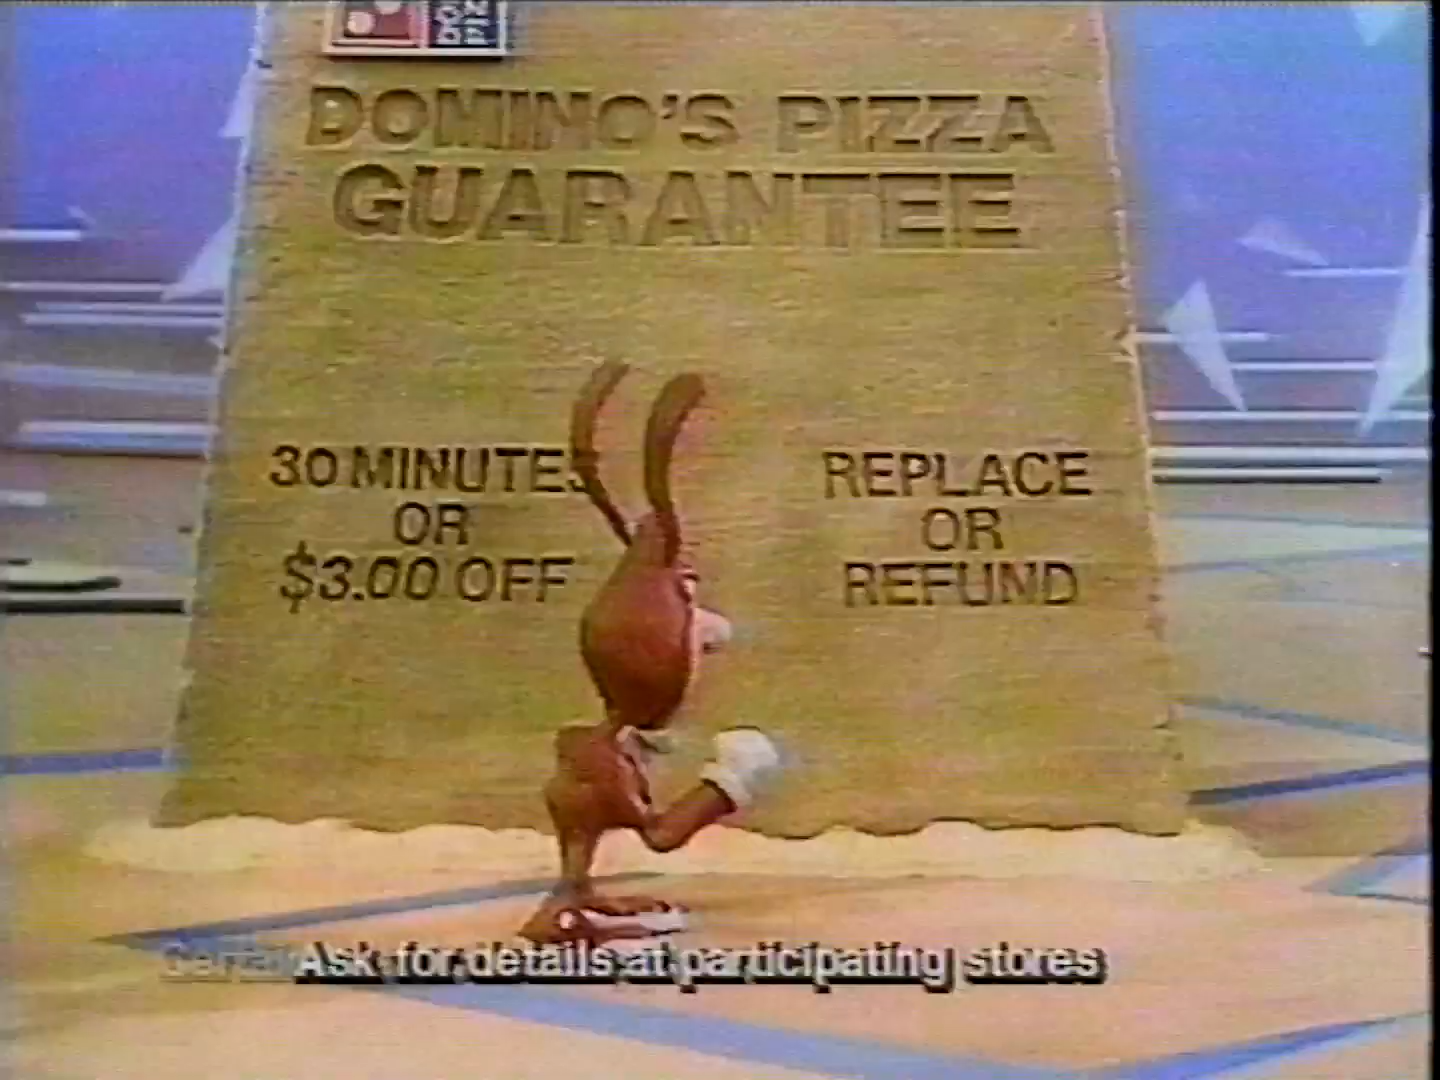 DOMINO'S PIZZA
GUARANTEE
30 MINUTES
OR
$3.00 OFF
REPLACE
OR
REFUND
Ask for details at participating stores